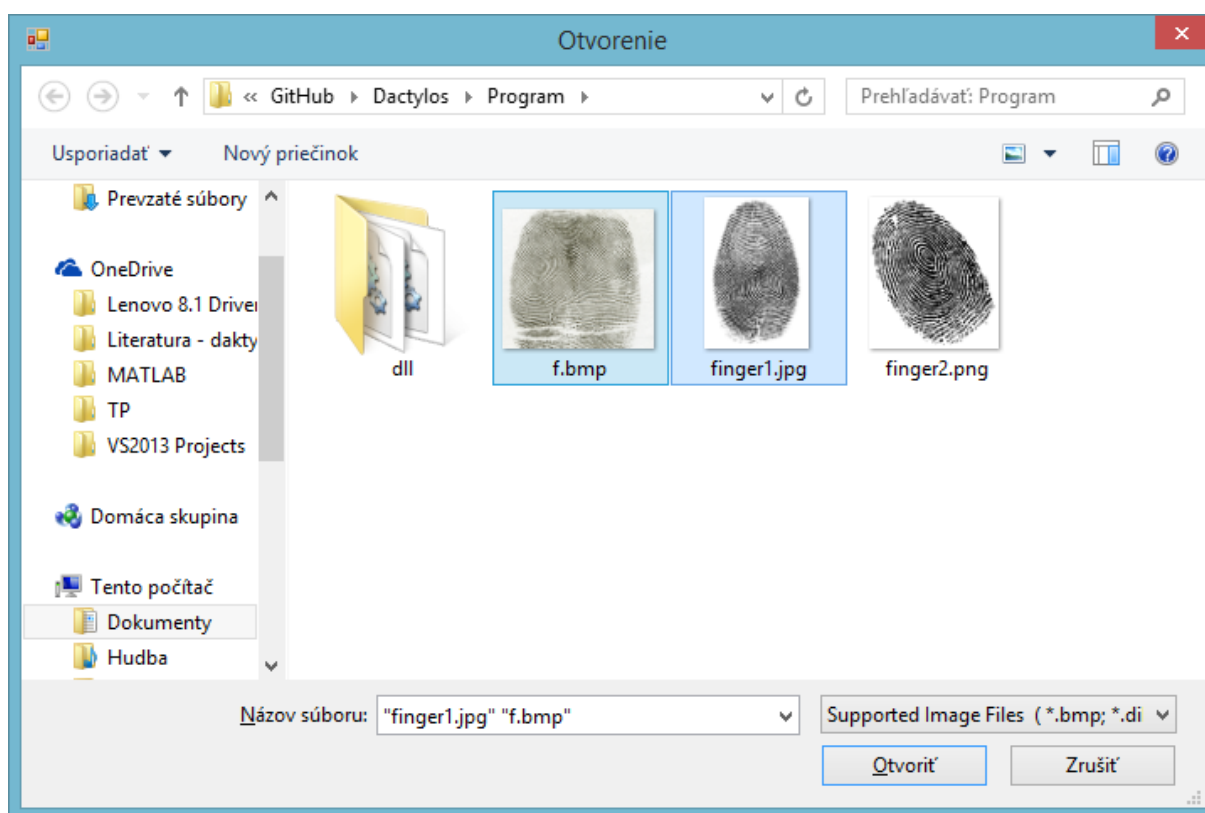 Otvorenie
« GitHub Dactylos Program
Prehľadávať: Program
Usporiadať
Nový priečinok
Prevzaté súbory
OneDrive
Lenovo 8.1 Driver
Literatura - dakty
MATLAB
TP
VS2013 Projects
Domáca skupina
Tento počítač
Dokumenty
Hudba
dll
f.bmp
finger1.jpg
finger2.png
Názov súboru: "finger1.jpg" "f.bmp"
Supported Image Files ( *.bmp; *.di
Otvoriť
Zrušiť